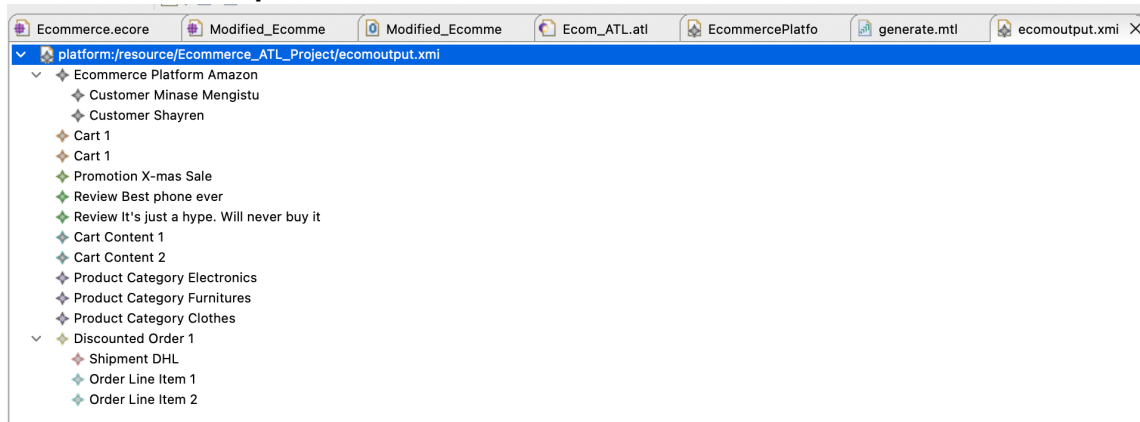 Ecommerce.ecore Modified_Ecomme Modified_Ecomme Ecom_ATL.atl EcommercePlatfo generate.mtl ecomoutput.xmi
platform:/resource/Ecommerce_ATL_Project/ecomoutput.xmi
Ecommerce Platform Amazon
Customer Minase Mengistu
Customer Shayren
Cart 1
Cart 1
Promotion X-mas Sale
Review Best phone ever
Review It's just a hype. Will never buy it
Cart Content 1
Cart Content 2
Product Category Electronics
Product Category Furnitures
Product Category Clothes
Discounted Order 1
Shipment DHL
Order Line Item 1
Order Line Item 2